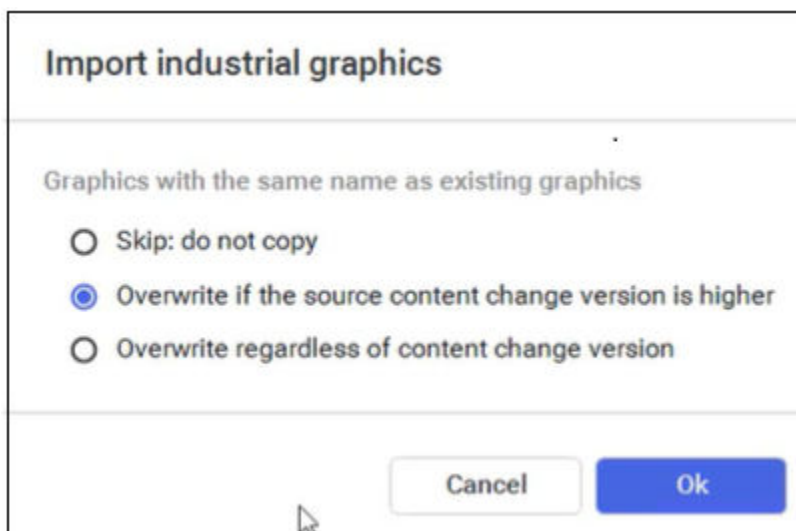 Import industrial graphics
Graphics with the same name as existing graphics
Skip: do not copy
Overwrite if the source content change version is higher
Overwrite regardless of content change version
Cancel
Ok